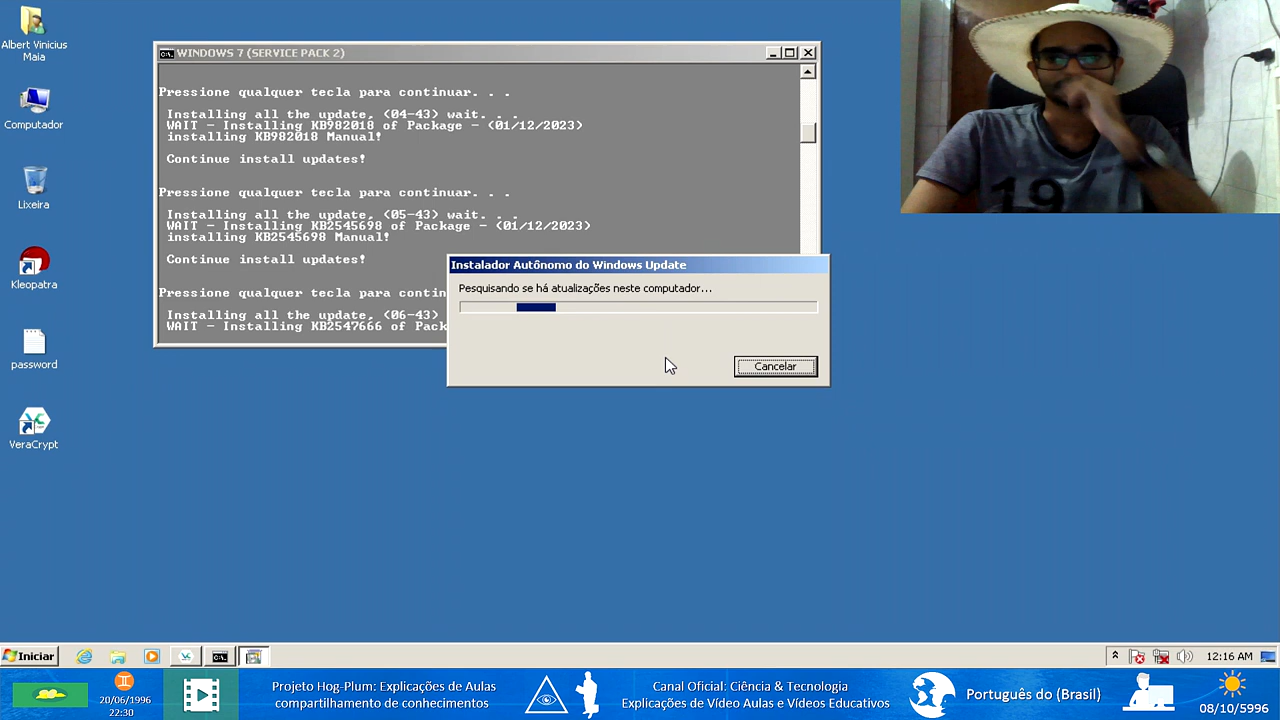 Albert Vinicius
Maia
Computador
Lixeira
Kleopatra
password
VeraCrypt
WINDOWS 7 (SERVICE PACK 2)
Pressione qualquer tecla para continuar. . .
Installing all the update, (04-43) wait. . .
WAIT - Installing KB982018 of Package - (01/12/2023)
installing KB982018 Manual!
Continue install updates!
Pressione qualquer tecla para continuar. . .
Installing all the update, (05-43) wait. . .
WAIT - Installing KB2545698 of Package - (01/12/2023)
installing KB2545698 Manual!
Continue install updates!
Pressione qualquer tecla para contin
Installing all the update, (06-43)
WAIT - Installing KB2547666 of Pack
Instalador Autônomo do Windows Update
Pesquisando se há atualizações neste computador...
Cancelar
19
Iniciar
12:16 AM
20/06/1996
22:30
Projeto Hog-Plum: Explicações de Aulas
compartilhamento de conhecimentos
Canal Oficial: Ciência & Tecnologia
Explicações de Vídeo Aulas e Vídeos Educativos
Português do (Brasil)
08/10/5996